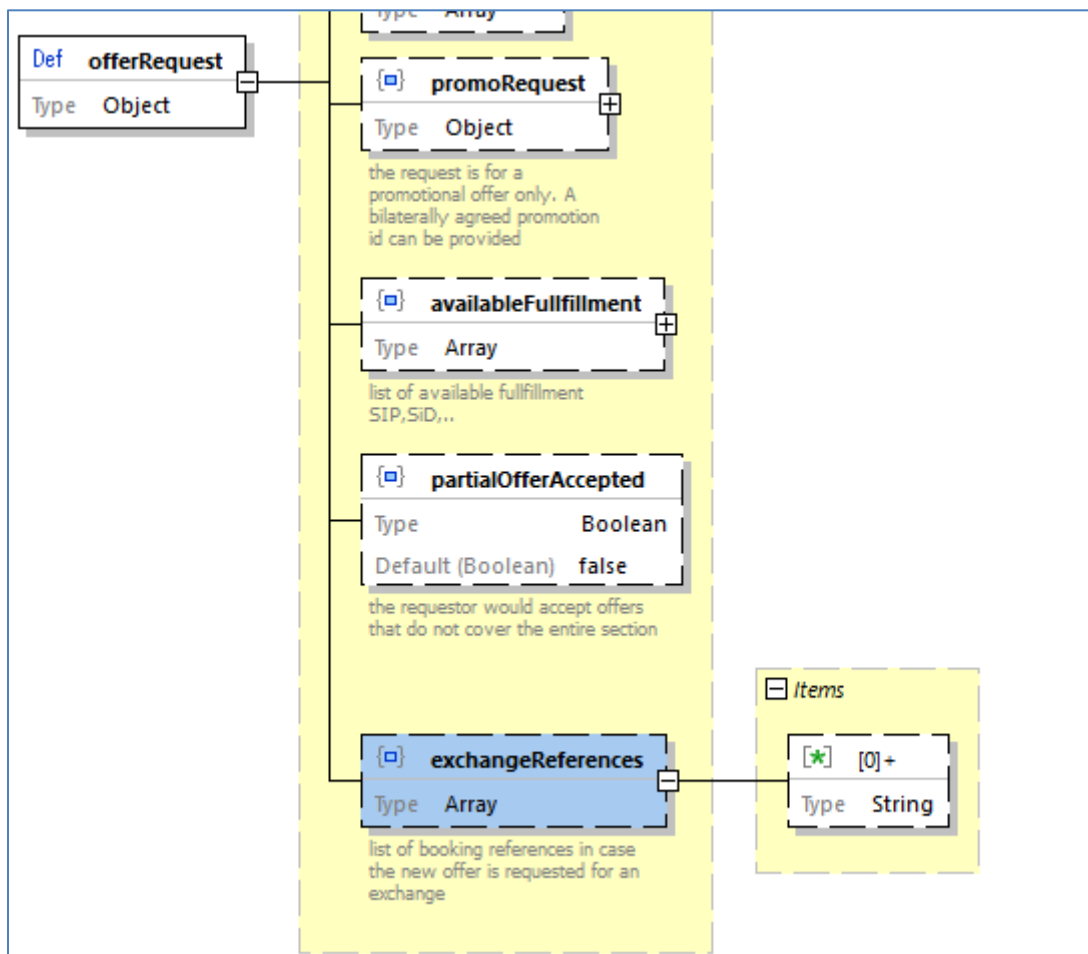 Type Array
Def offerRequest
Type Object
promoRequest
Type Object
the request is for a
promotional offer only. A
bilaterally agreed promotion
id can be provided
availableFullfillment
Type Array
list of available fullfillment
SIP,SiD,..
partialOfferAccepted
Type Boolean
Default (Boolean) false
the requestor would accept offers
that do not cover the entire section
Items
exchangeReferences
Type Array
[0]+
Type String
list of booking references in case
the new offer is requested for an
exchange